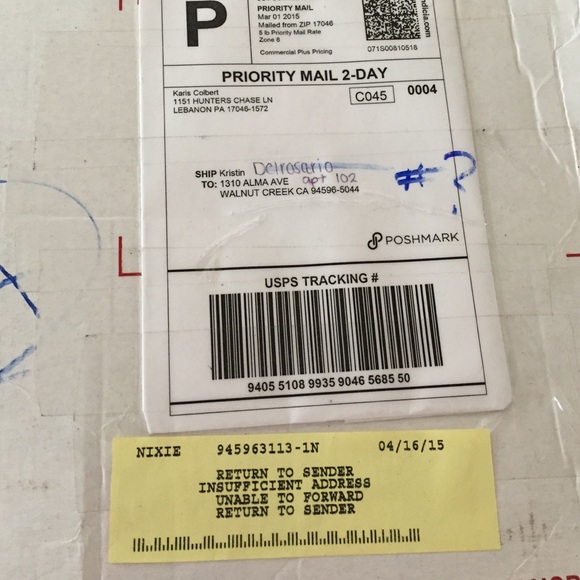 P
PRIORITY MAIL
Mar 01 2015
Mailed from ZIP 17046
5 lb Priority Mail Rate
Zone 8
Commercial Plus Pricing
071S00810516
PRIORITY MAIL 2-DAY
Karis Colbert
1151 HUNTERS CHASE LN
LEBANON PA 17046-1572
C045
0004
SHIP Kristin Delrosario
TO: 1310 ALMA AVE apt 102
WALNUT CREEK CA 94596-5044
# ?
POSHMARK
USPS TRACKING #
9405 5108 9935 9046 5685 50
NIXIE 945963113-1N 04/16/15
RETURN TO SENDER
INSUFFICIENT ADDRESS
UNABLE TO FORWARD
RETURN TO SENDER